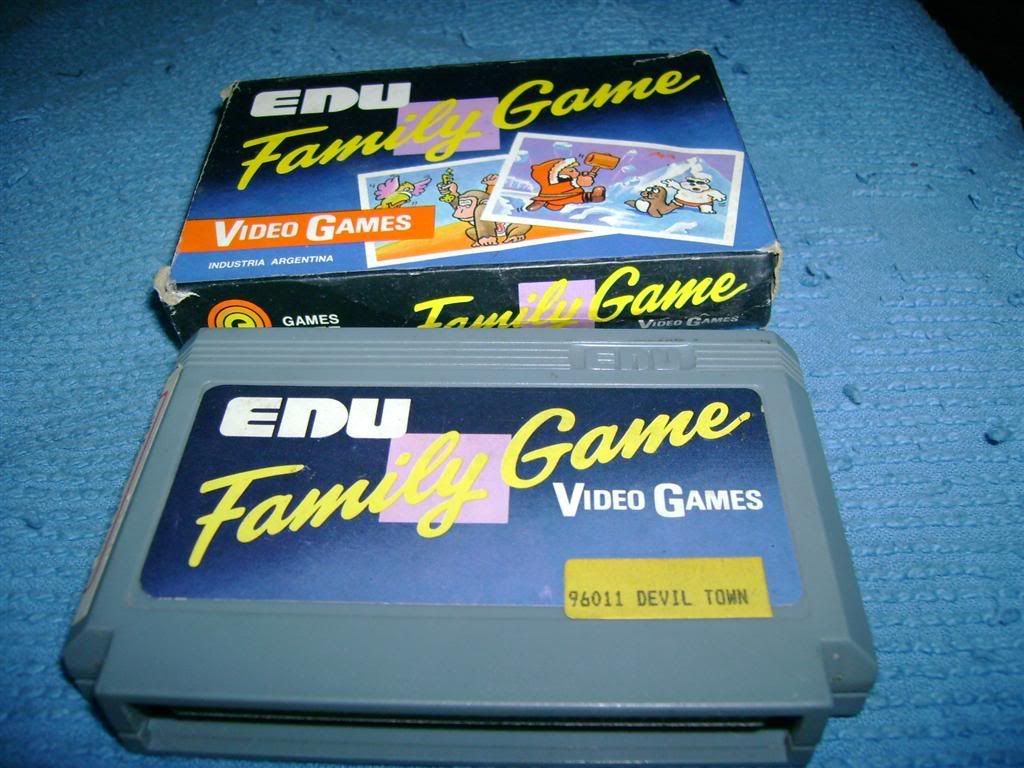 EDU
Family Game
VIDEO GAMES
INDUSTRIA ARGENTINA
GAMES
Family Game
VIDEO GAMES
EDU
EDU
Family Game
VIDEO GAMES
96011 DEVIL TOWN